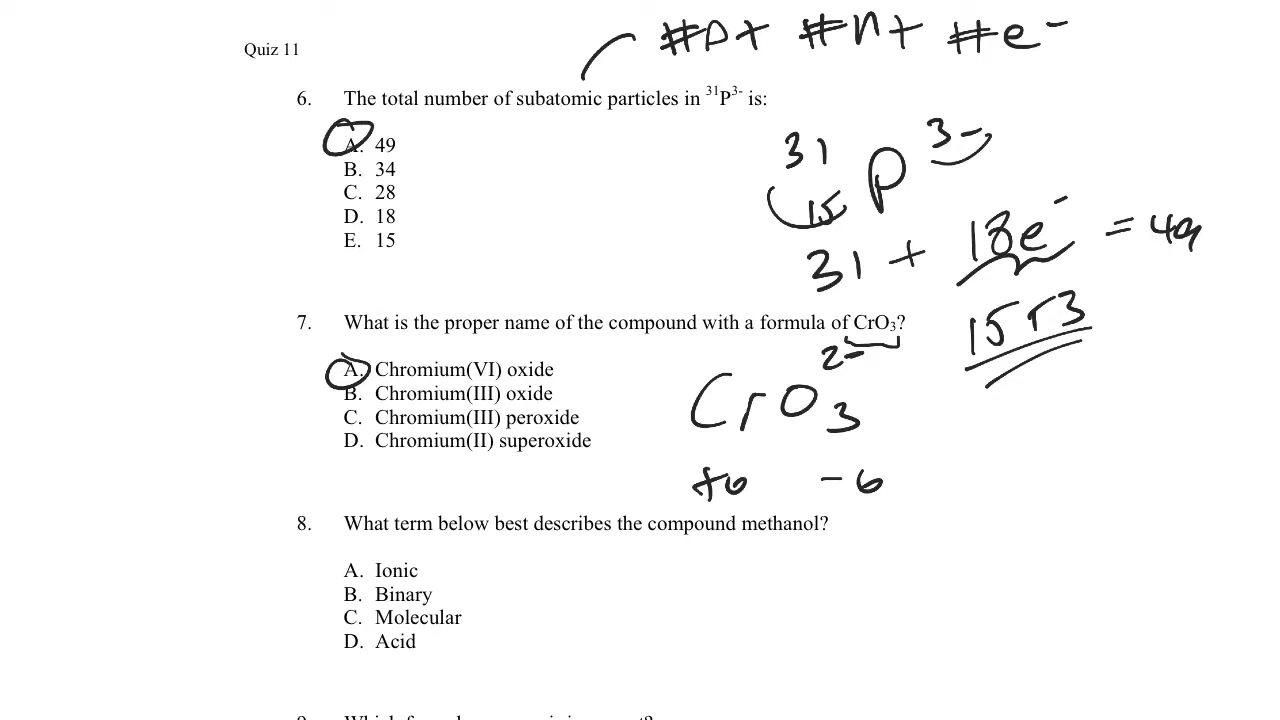 #p+ #n+ #e⁻
Quiz 11
6. The total number of subatomic particles in ³¹P³⁻ is:
A. 49
B. 34
C. 28
D. 18
E. 15
31 15 P 3-
31 + 18e⁻ = 49
15+3
7. What is the proper name of the compound with a formula of CrO₃?
A. Chromium(VI) oxide
B. Chromium(III) oxide
C. Chromium(III) peroxide
D. Chromium(II) superoxide
2-
CrO₃
+6 -6
8. What term below best describes the compound methanol?
A. Ionic
B. Binary
C. Molecular
D. Acid